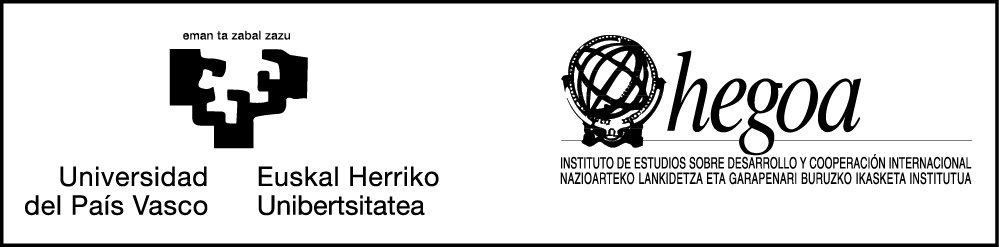 eman ta zabal zazu
Universidad
del País Vasco
Euskal Herriko
Unibertsitatea
hegoa
INSTITUTO DE ESTUDIOS SOBRE DESARROLLO Y COOPERACIÓN INTERNACIONAL
NAZIOARTEKO LANKIDETZA ETA GARAPENARI BURUZKO IKASKETA INSTITUTUA